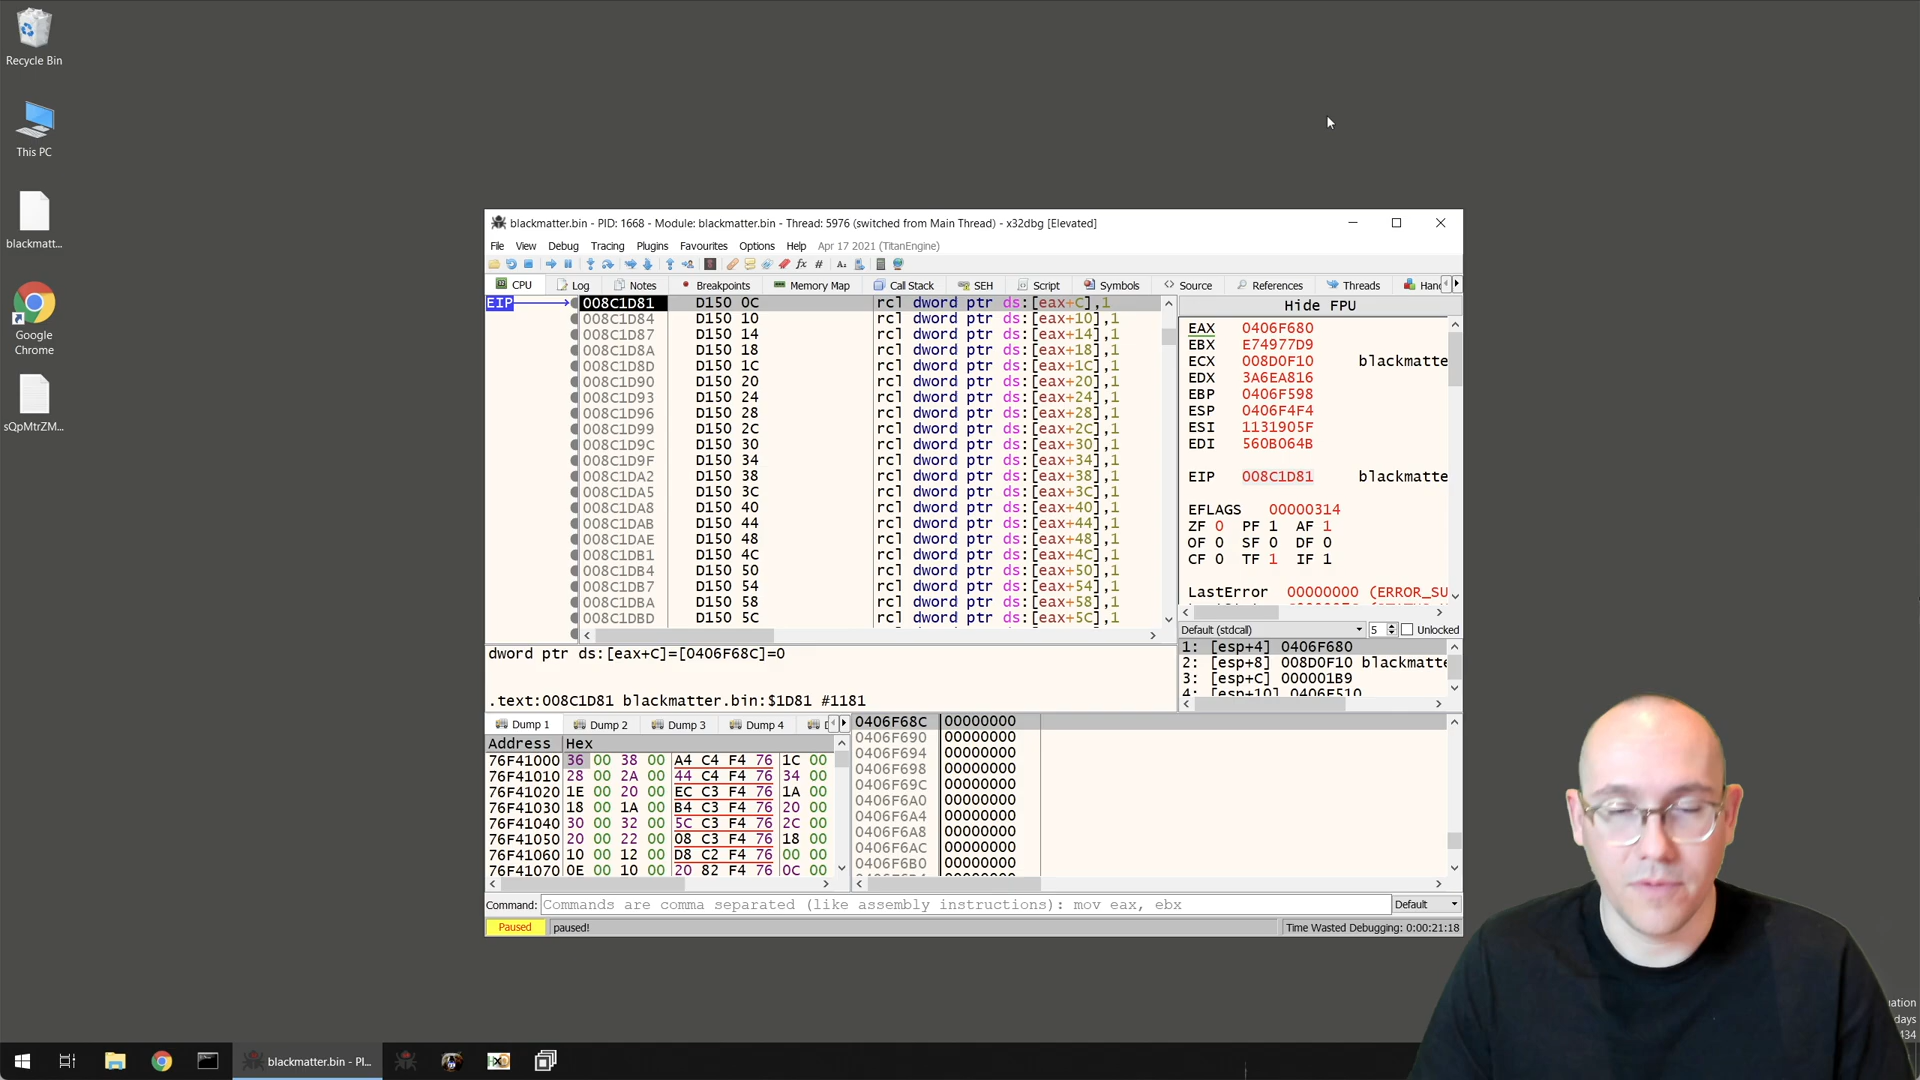 Recycle Bin
This PC
blackmatt...
Google
Chrome
sQpMtrZM...
blackmatter.bin - PID: 1668 - Module: blackmatter.bin - Thread: 5976 (switched from Main Thread) - x32dbg [Elevated]
File View Debug Tracing Plugins Favourites Options Help Apr 17 2021 (TitanEngine)
CPU Log Notes Breakpoints Memory Map Call Stack SEH Script Symbols Source References Threads Han
EIP 008C1D81 D150 0C rcl dword ptr ds:[eax+C],1
008C1D84 D150 10 rcl dword ptr ds:[eax+10],1
008C1D87 D150 14 rcl dword ptr ds:[eax+14],1
008C1D8A D150 18 rcl dword ptr ds:[eax+18],1
008C1D8D D150 1C rcl dword ptr ds:[eax+1C],1
008C1D90 D150 20 rcl dword ptr ds:[eax+20],1
008C1D93 D150 24 rcl dword ptr ds:[eax+24],1
008C1D96 D150 28 rcl dword ptr ds:[eax+28],1
008C1D99 D150 2C rcl dword ptr ds:[eax+2C],1
008C1D9C D150 30 rcl dword ptr ds:[eax+30],1
008C1D9F D150 34 rcl dword ptr ds:[eax+34],1
008C1DA2 D150 38 rcl dword ptr ds:[eax+38],1
008C1DA5 D150 3C rcl dword ptr ds:[eax+3C],1
008C1DA8 D150 40 rcl dword ptr ds:[eax+40],1
008C1DAB D150 44 rcl dword ptr ds:[eax+44],1
008C1DAE D150 48 rcl dword ptr ds:[eax+48],1
008C1DB1 D150 4C rcl dword ptr ds:[eax+4C],1
008C1DB4 D150 50 rcl dword ptr ds:[eax+50],1
008C1DB7 D150 54 rcl dword ptr ds:[eax+54],1
008C1DBA D150 58 rcl dword ptr ds:[eax+58],1
008C1DBD D150 5C rcl dword ptr ds:[eax+5C],1
Hide FPU
EAX 0406F680
EBX E74977D9
ECX 008D0F10 blackmatte
EDX 3A6EA816
EBP 0406F598
ESP 0406F4F4
ESI 1131905F
EDI 560B064B
EIP 008C1D81 blackmatte
EFLAGS 00000314
ZF 0 PF 1 AF 1
OF 0 SF 0 DF 0
CF 0 TF 1 IF 1
LastError 00000000 (ERROR_SU
Default (stdcall) 5 Unlocked
1: [esp+4] 0406F680
2: [esp+8] 008D0F10 blackmatte
3: [esp+C] 000001B9
4: [esp+10] 0406F510
dword ptr ds:[eax+C]=[0406F68C]=0
.text:008C1D81 blackmatter.bin:$1D81 #1181
Dump 1 Dump 2 Dump 3 Dump 4
Address Hex
76F41000 36 00 38 00 A4 C4 F4 76 1C 00
76F41010 28 00 2A 00 44 C4 F4 76 34 00
76F41020 1E 00 20 00 EC C3 F4 76 1A 00
76F41030 18 00 1A 00 B4 C3 F4 76 20 00
76F41040 30 00 32 00 5C C3 F4 76 2C 00
76F41050 20 00 22 00 08 C3 F4 76 18 00
76F41060 10 00 12 00 D8 C2 F4 76 00 00
76F41070 0E 00 10 00 20 82 F4 76 0C 00
0406F68C 00000000
0406F690 00000000
0406F694 00000000
0406F698 00000000
0406F69C 00000000
0406F6A0 00000000
0406F6A4 00000000
0406F6A8 00000000
0406F6AC 00000000
0406F6B0 00000000
Command: Commands are comma separated (like assembly instructions): mov eax, ebx Default
Paused paused! Time Wasted Debugging: 0:00:21:18
uation
days
434
blackmatter.bin - PI...